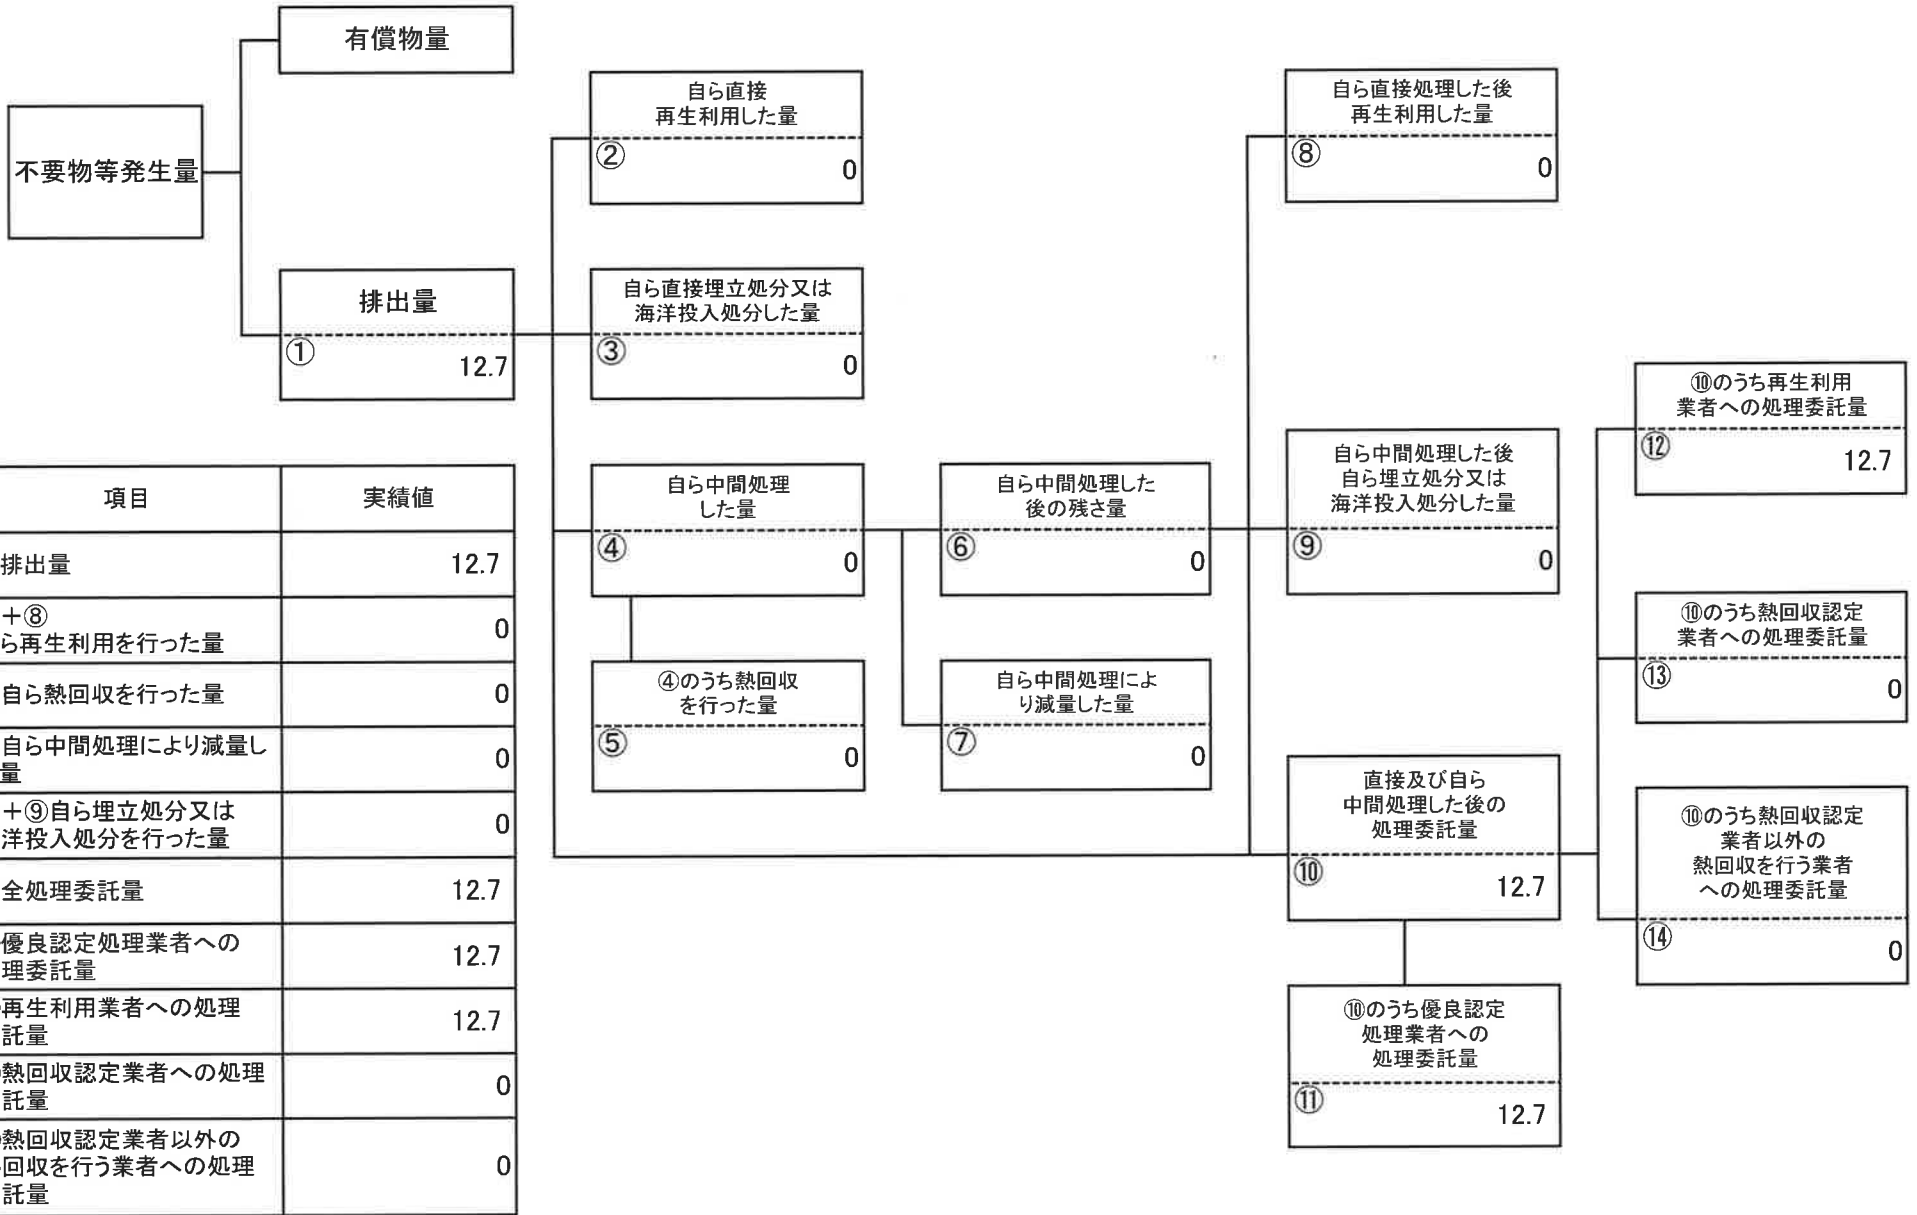 有償物量
不要物等発生量
排出量
①
12.7
自ら直接
再生利用した量
②
0
自ら直接埋立処分又は
海洋投入処分した量
③
0
自ら中間処理
した量
④
0
④のうち熱回収
を行った量
⑤
0
自ら中間処理した
後の残さ量
⑥
0
自ら中間処理によ
り減量した量
⑦
0
自ら直接処理した後
再生利用した量
⑧
0
自ら中間処理した後
自ら埋立処分又は
海洋投入処分した量
⑨
0
直接及び自ら
中間処理した後の
処理委託量
⑩
12.7
⑩のうち優良認定
処理業者への
処理委託量
⑪
12.7
⑩のうち再生利用
業者への処理委託量
⑫
12.7
⑩のうち熱回収認定
業者への処理委託量
⑬
0
⑩のうち熱回収認定
業者以外の
熱回収を行う業者
への処理委託量
⑭
0
項目 実績値
排出量 12.7
+⑧
ら再生利用を行った量 0
自ら熱回収を行った量 0
自ら中間処理により減量し
量 0
+⑨自ら埋立処分又は
洋投入処分を行った量 0
全処理委託量 12.7
優良認定処理業者への
理委託量 12.7
再生利用業者への処理
託量 12.7
熱回収認定業者への処理
託量 0
熱回収認定業者以外の
回収を行う業者への処理
託量 0